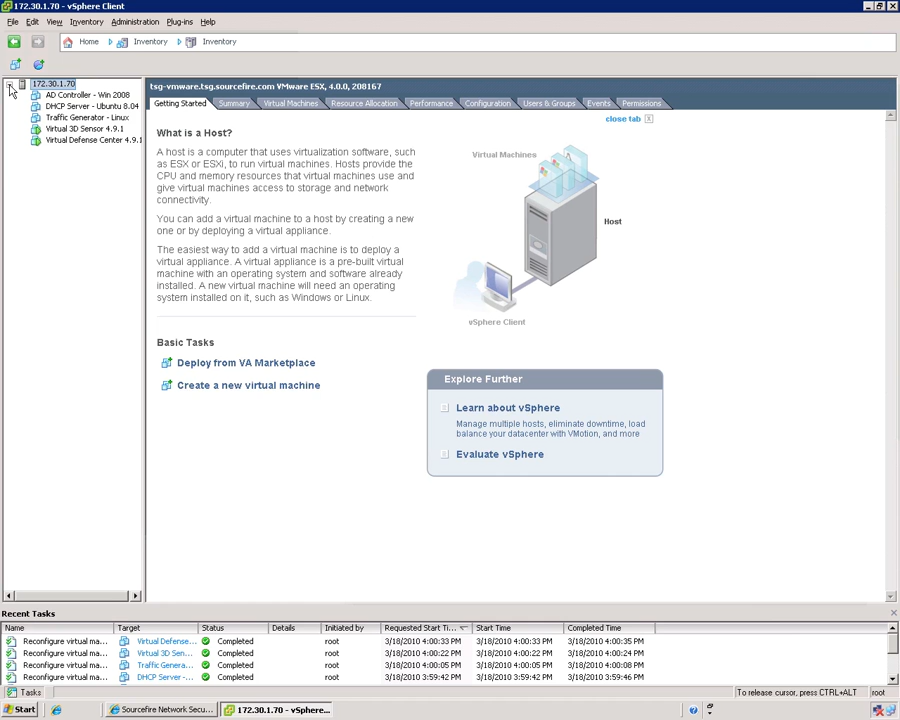 172.30.1.70 - vSphere Client
File Edit View Inventory Administration Plug-ins Help
Home Inventory Inventory
172.30.1.70
AD Controller - Win 2008
DHCP Server - Ubuntu 8.04
Traffic Generator - Linux
Virtual 3D Sensor 4.9.1
Virtual Defense Center 4.9.1
tsg-vmware.tsg.sourcefire.com VMware ESX, 4.0.0, 208167
Getting Started Summary Virtual Machines Resource Allocation Performance Configuration Users & Groups Events Permissions
close tab X
What is a Host?
A host is a computer that uses virtualization software, such
as ESX or ESXi, to run virtual machines. Hosts provide the
CPU and memory resources that virtual machines use and
give virtual machines access to storage and network
connectivity.
You can add a virtual machine to a host by creating a new
one or by deploying a virtual appliance.
The easiest way to add a virtual machine is to deploy a
virtual appliance. A virtual appliance is a pre-built virtual
machine with an operating system and software already
installed. A new virtual machine will need an operating
system installed on it, such as Windows or Linux.
Virtual Machines
Host
vSphere Client
Basic Tasks
Deploy from VA Marketplace
Create a new virtual machine
Explore Further
Learn about vSphere
Manage multiple hosts, eliminate downtime, load
balance your datacenter with VMotion, and more
Evaluate vSphere
Recent Tasks
Name Target Status Details Initiated by Requested Start Ti... Start Time Completed Time
Reconfigure virtual ma... Virtual Defense... Completed root 3/18/2010 4:00:33 PM 3/18/2010 4:00:33 PM 3/18/2010 4:00:35 PM
Reconfigure virtual ma... Virtual 3D Sen... Completed root 3/18/2010 4:00:22 PM 3/18/2010 4:00:22 PM 3/18/2010 4:00:24 PM
Reconfigure virtual ma... Traffic Genera... Completed root 3/18/2010 4:00:05 PM 3/18/2010 4:00:05 PM 3/18/2010 4:00:08 PM
Reconfigure virtual ma... DHCP Server -... Completed root 3/18/2010 3:59:42 PM 3/18/2010 3:59:42 PM 3/18/2010 3:59:46 PM
Tasks To release cursor, press CTRL+ALT root
Start Sourcefire Network Secu... 172.30.1.70 - vSphere...